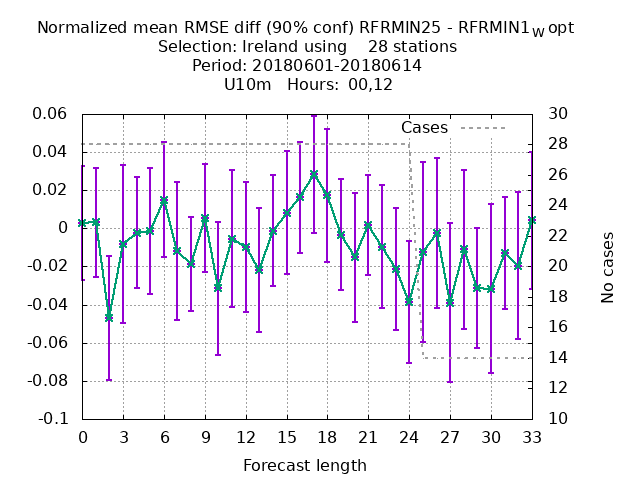 Normalized mean RMSE diff (90% conf) RFRMIN25 - RFRMIN1W opt
Selection: Ireland using    28 stations
Period: 20180601-20180614
U10m   Hours:  00,12
Cases
0.06
0.04
0.02
0
-0.02
-0.04
-0.06
-0.08
-0.1
30
28
26
24
22
20
18
16
14
12
10
No cases
0 3 6 9 12 15 18 21 24 27 30 33
Forecast length